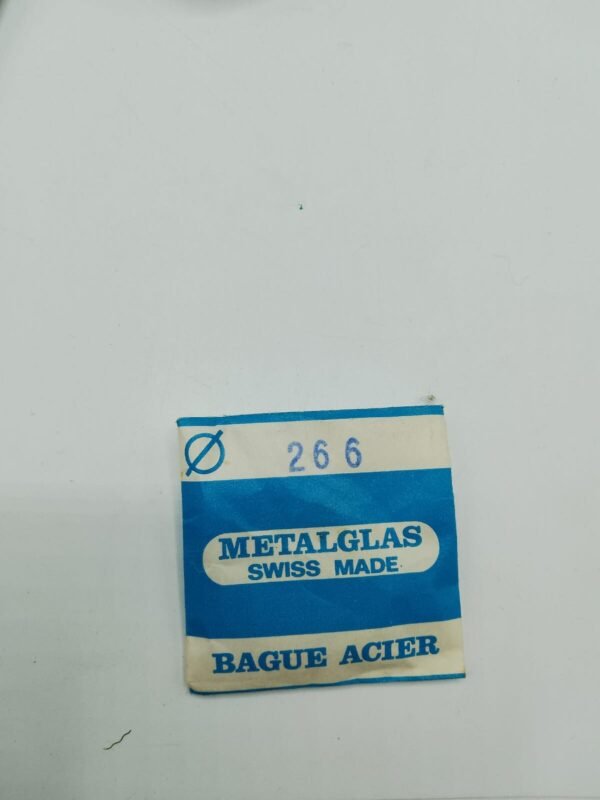 Ø 266
METALGLAS
SWISS MADE
BAGUE ACIER